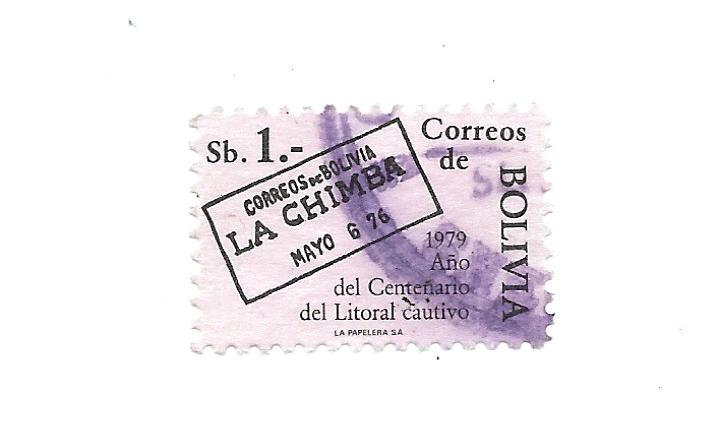 Sb. 1.-
Correos
de
BOLIVIA
CORREOS DE BOLIVIA
LA CHIMBA
MAYO 6 76
1979
Año
del Centenario
del Litoral cautivo
LA PAPELERA S.A.